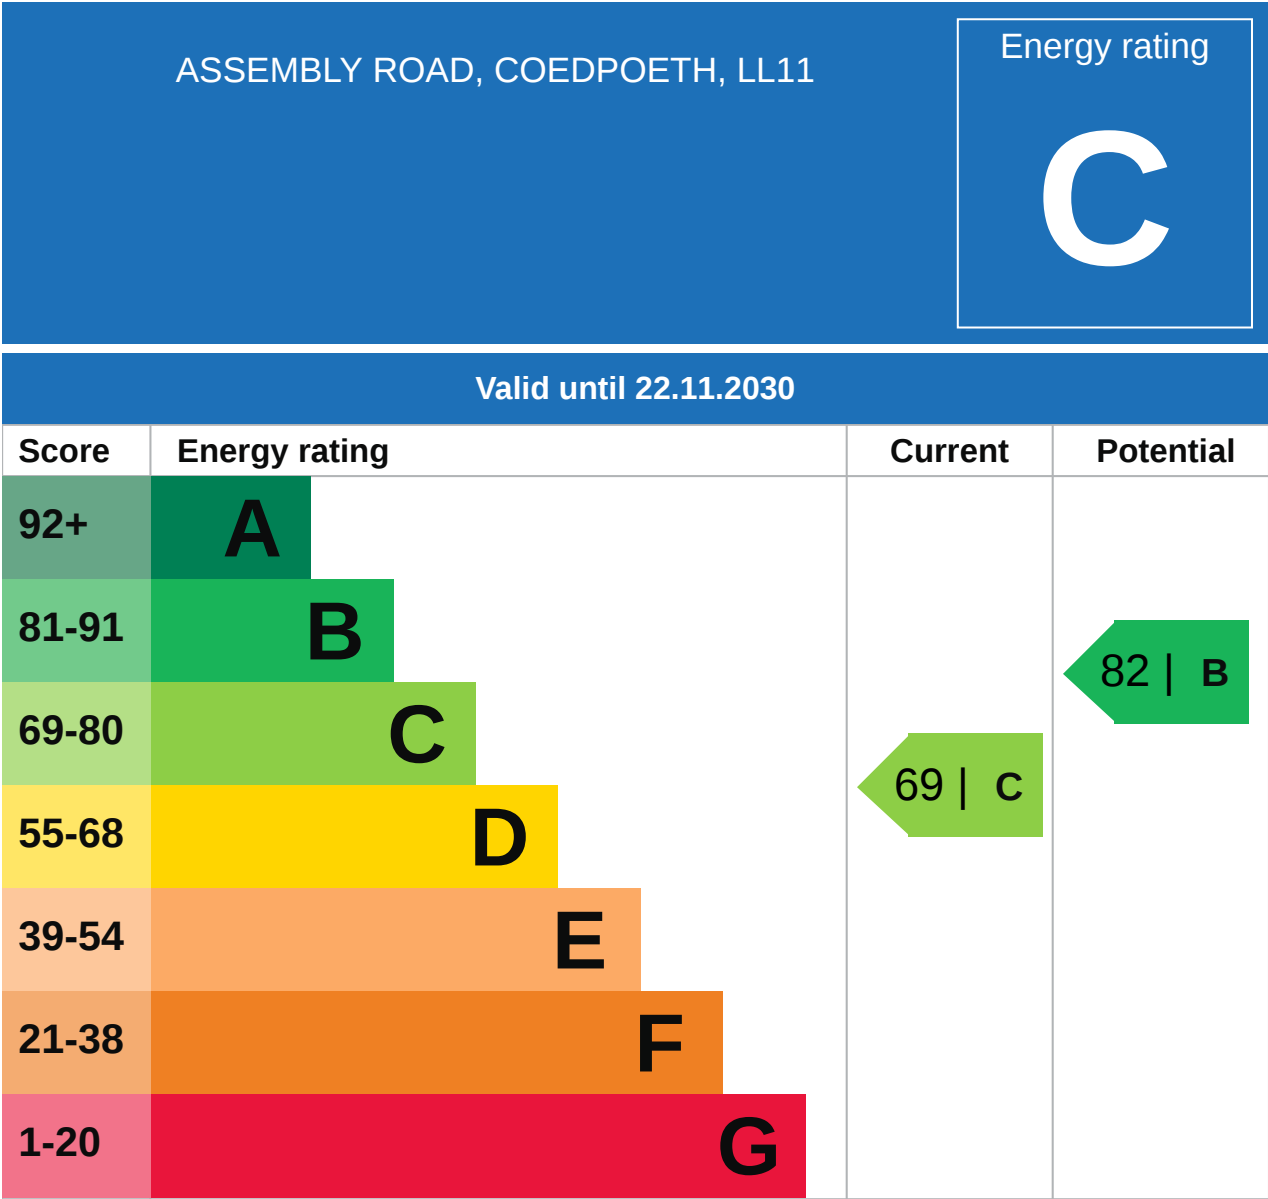 ASSEMBLY ROAD, COEDPOETH, LL11
Energy rating
C
Valid until 22.11.2030
Score Energy rating Current Potential
92+ A
81-91 B
82 | B
69-80 C
69 | C
55-68 D
39-54 E
21-38 F
1-20 G